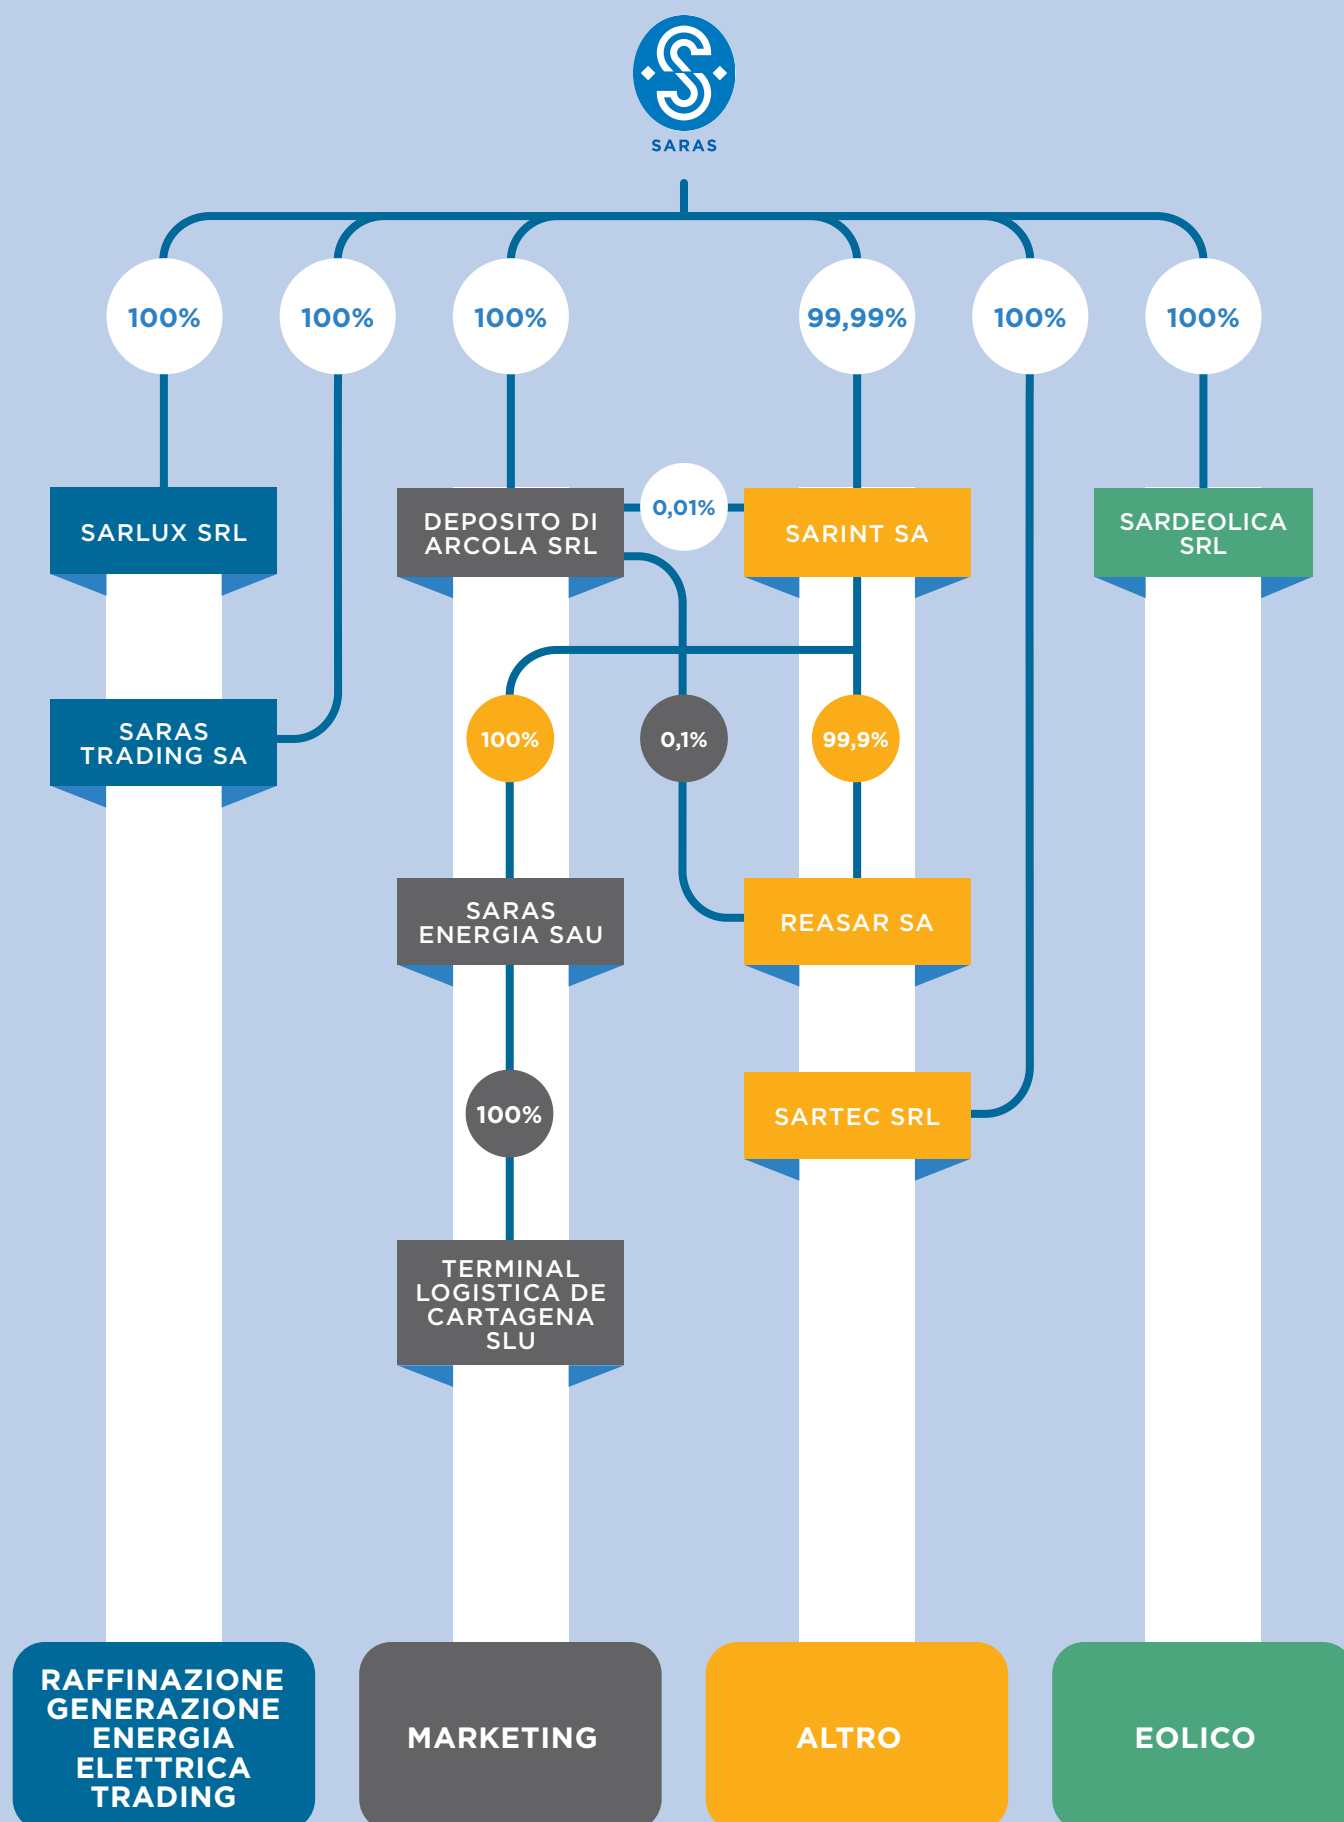 SARAS
100%
100%
100%
99,99%
100%
100%
SARLUX SRL
DEPOSITO DI
ARCOLA SRL
0,01%
SARINT SA
SARDEOLICA
SRL
SARAS
TRADING SA
100%
0,1%
99,9%
SARAS
ENERGIA SAU
REASAR SA
100%
SARTEC SRL
TERMINAL
LOGISTICA DE
CARTAGENA
SLU
RAFFINAZIONE
GENERAZIONE
ENERGIA
ELETTRICA
TRADING
MARKETING
ALTRO
EOLICO